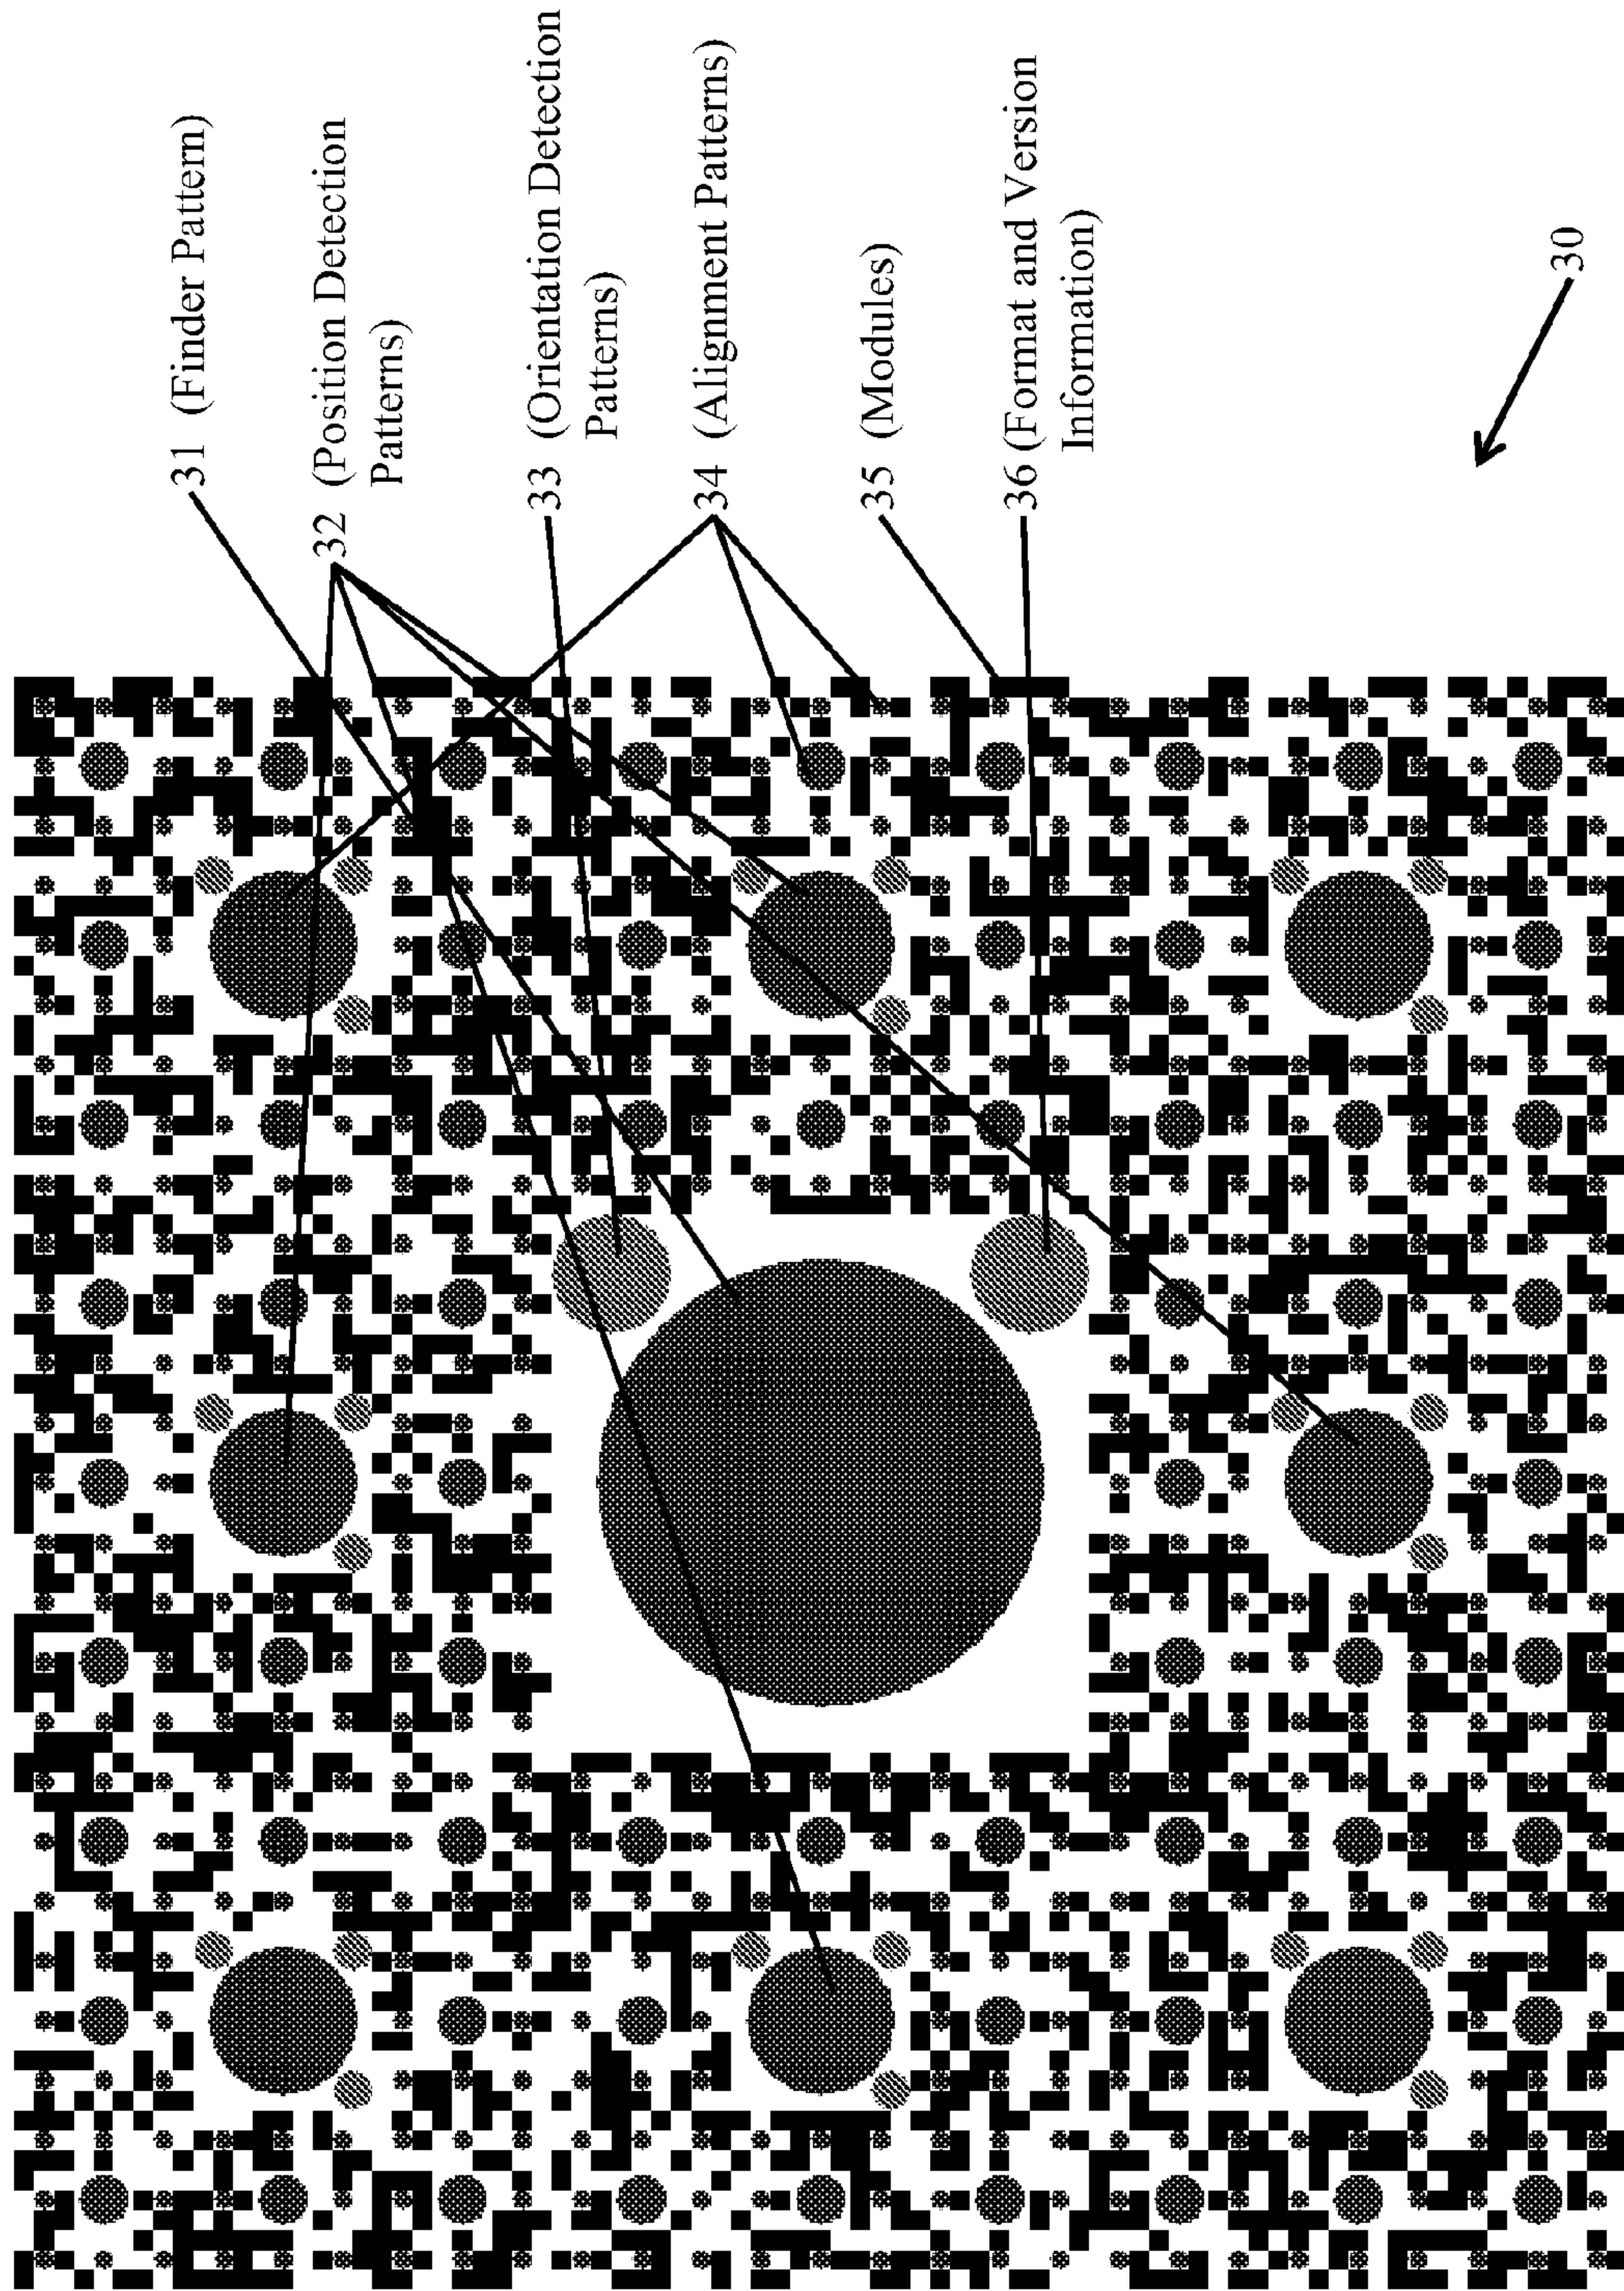 31 (Finder Pattern)
32 (Position Detection
Patterns)
33 (Orientation Detection
Patterns)
34 (Alignment Patterns)
35 (Modules)
36 (Format and Version
Information)
30